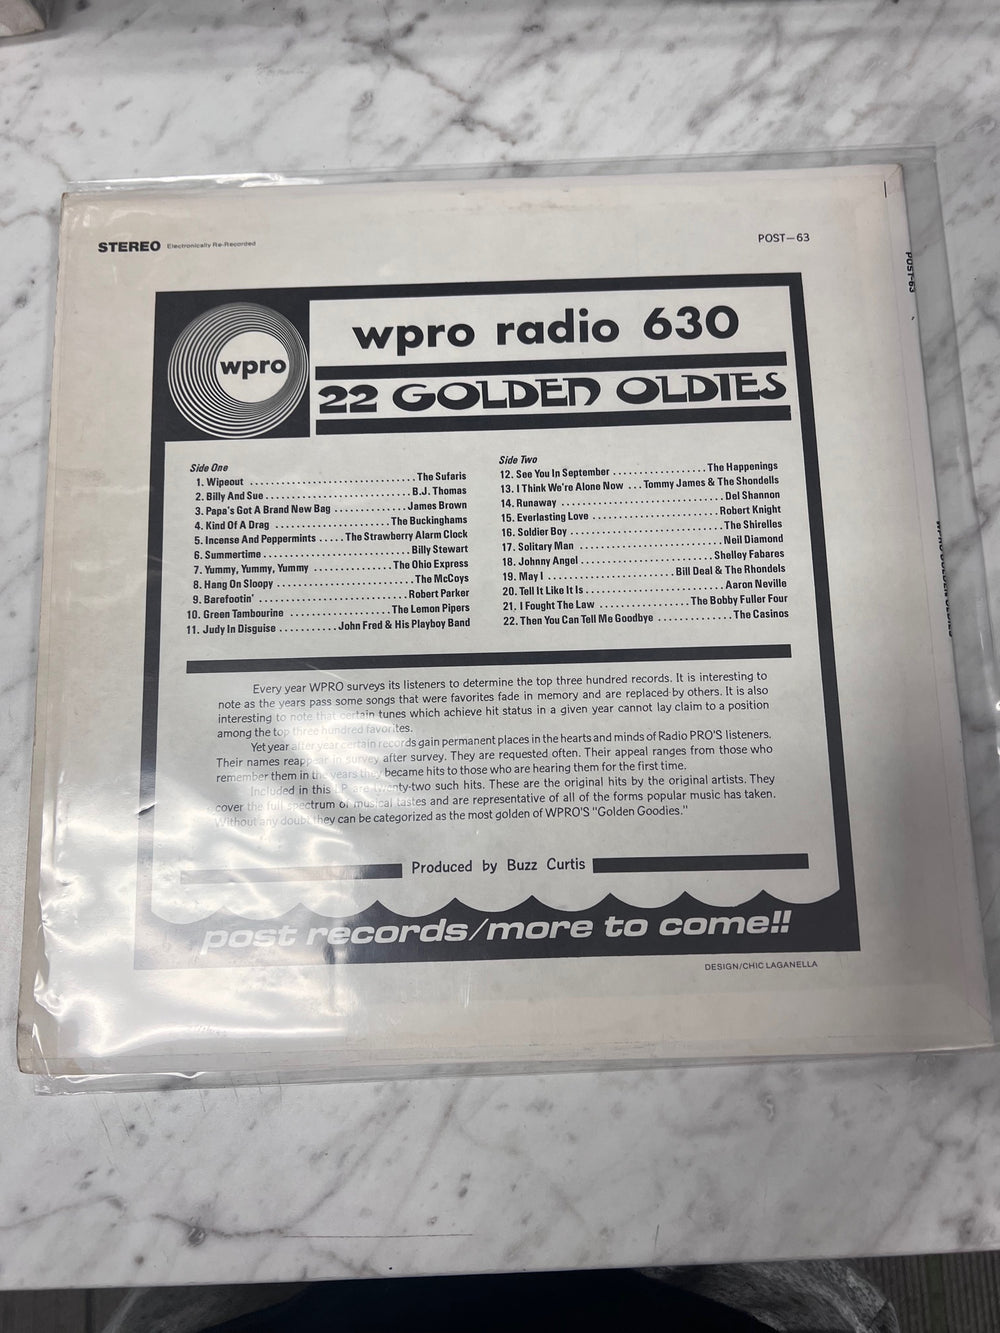 STEREO Electronically Re-Recorded
POST-63
POST-63
wpro
wpro radio 630
22 GOLDEN OLDIES
Side One
1. Wipeout ................................ The Sufaris
2. Billy And Sue ............................ B.J. Thomas
3. Papa's Got A Brand New Bag .............. James Brown
4. Kind Of A Drag ...................... The Buckinghams
5. Incense And Peppermints ..... The Strawberry Alarm Clock
6. Summertime ............................ Billy Stewart
7. Yummy, Yummy, Yummy ................ The Ohio Express
8. Hang On Sloopy .......................... The McCoys
9. Barefootin' ............................ Robert Parker
10. Green Tambourine .................... The Lemon Pipers
11. Judy In Disguise ........... John Fred & His Playboy Band
Side Two
12. See You In September .................. The Happenings
13. I Think We're Alone Now ... Tommy James & The Shondells
14. Runaway ................................ Del Shannon
15. Everlasting Love ........................ Robert Knight
16. Soldier Boy ............................ The Shirelles
17. Solitary Man ............................ Neil Diamond
18. Johnny Angel .......................... Shelley Fabares
19. May I ........................ Bill Deal & The Rhondels
20. Tell It Like It Is ........................ Aaron Neville
21. I Fought The Law ................ The Bobby Fuller Four
22. Then You Can Tell Me Goodbye ............. The Casinos
Every year WPRO surveys its listeners to determine the top three hundred records. It is interesting to
note as the years pass some songs that were favorites fade in memory and are replaced by others. It is also
interesting to note that certain tunes which achieve hit status in a given year cannot lay claim to a position
among the top three hundred favorites.
Yet year after year certain records gain permanent places in the hearts and minds of Radio PRO'S listeners.
Their names reappear in survey after survey. They are requested often. Their appeal ranges from those who
remember them in the years they became hits to those who are hearing them for the first time.
Included in this LP are twenty-two such hits. These are the original hits by the original artists. They
cover the full spectrum of musical tastes and are representative of all of the forms popular music has taken.
Without any doubt they can be categorized as the most golden of WPRO'S "Golden Goodies."
Produced by Buzz Curtis
post records/more to come!!
DESIGN/CHIC LAGANELLA